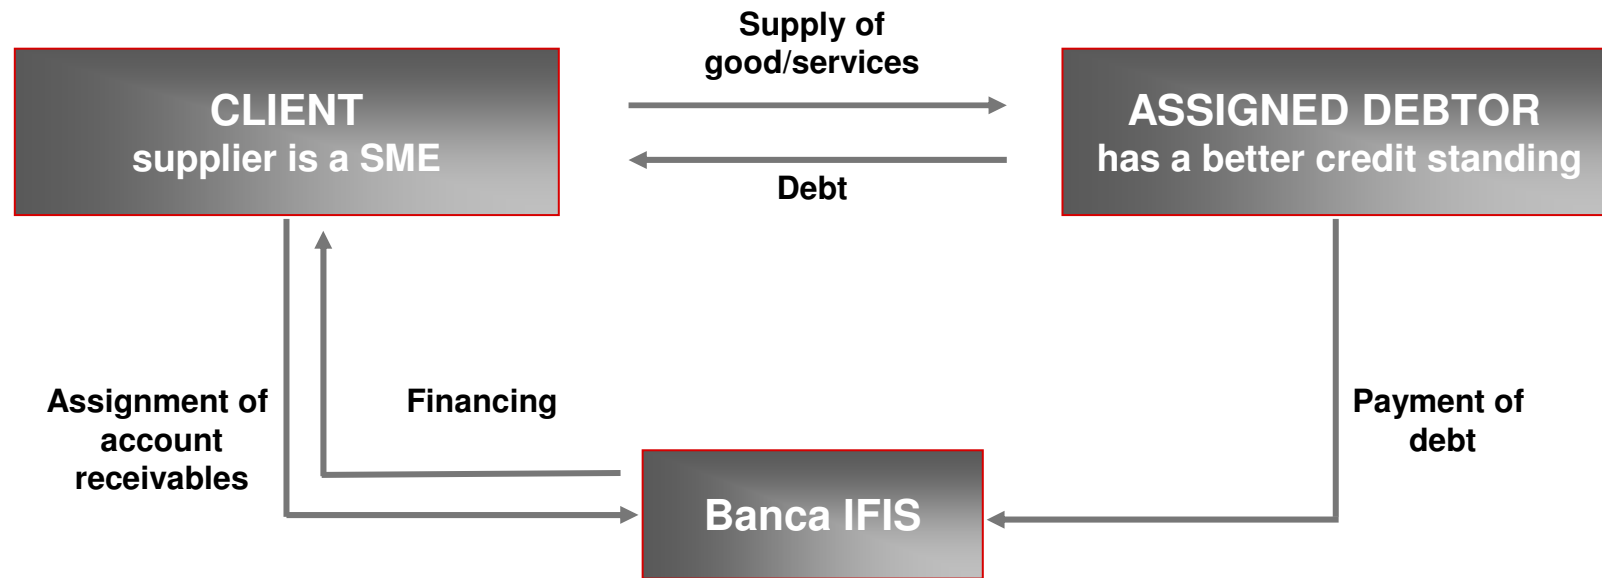 Supply of
good/services
CLIENT
supplier is a SME
ASSIGNED DEBTOR
has a better credit standing
Debt
Assignment of
account
receivables
Financing
Payment of
debt
Banca IFIS